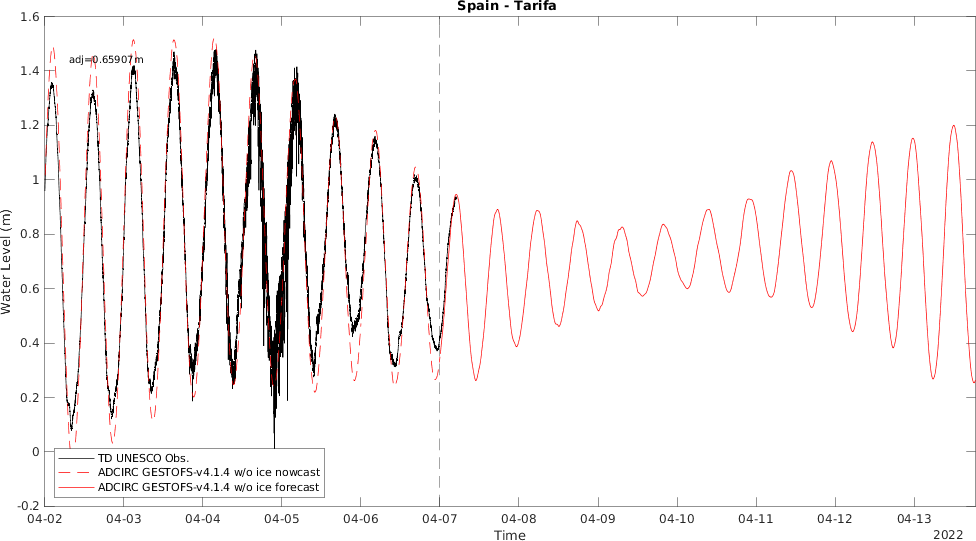 Spain - Tarifa
adj=0.65907m
1.6
1.4
1.2
1
0.8
0.6
0.4
0.2
0
-0.2
Water Level (m)
TD UNESCO Obs.
ADCIRC GESTOFS-v4.1.4 w/o ice nowcast
ADCIRC GESTOFS-v4.1.4 w/o ice forecast
04-02 04-03 04-04 04-05 04-06 04-07 04-08 04-09 04-10 04-11 04-12 04-13
Time
2022